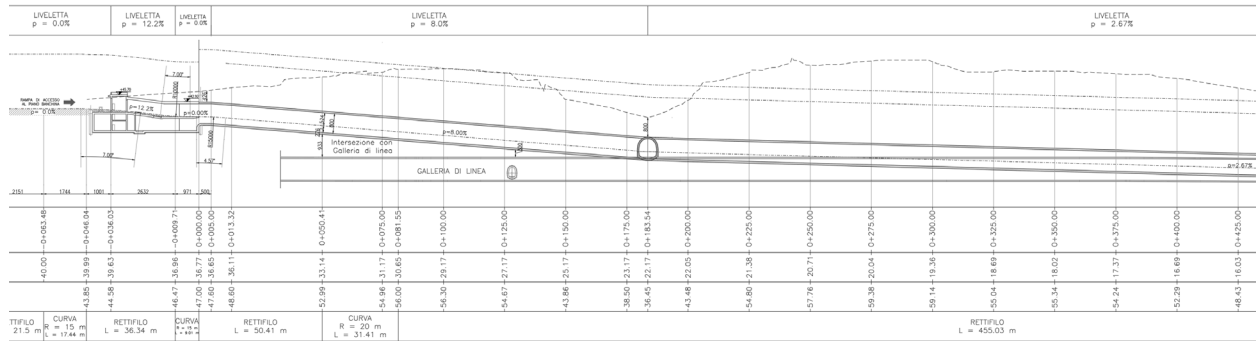 LIVELETTA
p = 0.0%
LIVELETTA
p = 12.2%
LIVELETTA
p = 0.0%
LIVELETTA
p = 8.0%
LIVELETTA
p = 2.67%
7.00°
RAMPA DI ACCESSO
AL PIANO BANCHINA
p= 0.0%
p=12.2%
p=0.00%
7.00°
4.50°
Intersezione con
Galleria di linea
p=8.00%
GALLERIA DI LINEA
p=2.67%
800
800
933
2151 1744 1001 2632 971 500
-0+063.48 -0+046.04 -0+036.03 -0+009.71 0+000.00 0+005.00 0+013.32 0+050.41 0+075.00 0+081.55 0+100.00 0+125.00 0+150.00 0+175.00 0+183.54 0+200.00 0+225.00 0+250.00 0+275.00 0+300.00 0+325.00 0+350.00 0+375.00 0+400.00 0+425.00
40.00 39.99 39.63 36.96 36.77 36.65 36.11 33.14 31.17 30.65 29.17 27.17 25.17 23.17 22.17 22.05 21.38 20.71 20.04 19.36 18.69 18.02 17.37 16.69 16.03
43.85 44.58 46.47 47.00 47.60 48.60 52.99 54.96 56.00 56.30 54.67 43.86 38.50 36.45 43.48 54.80 57.76 59.38 59.14 55.04 54.34 54.24 52.29 48.43
TTIFILO
21.5 m
CURVA
R = 15 m
L = 17.44 m
RETTIFILO
L = 36.34 m
CURVA
R = 15 m
RETTIFILO
L = 50.41 m
CURVA
R = 20 m
L = 31.41 m
RETTIFILO
L = 455.03 m